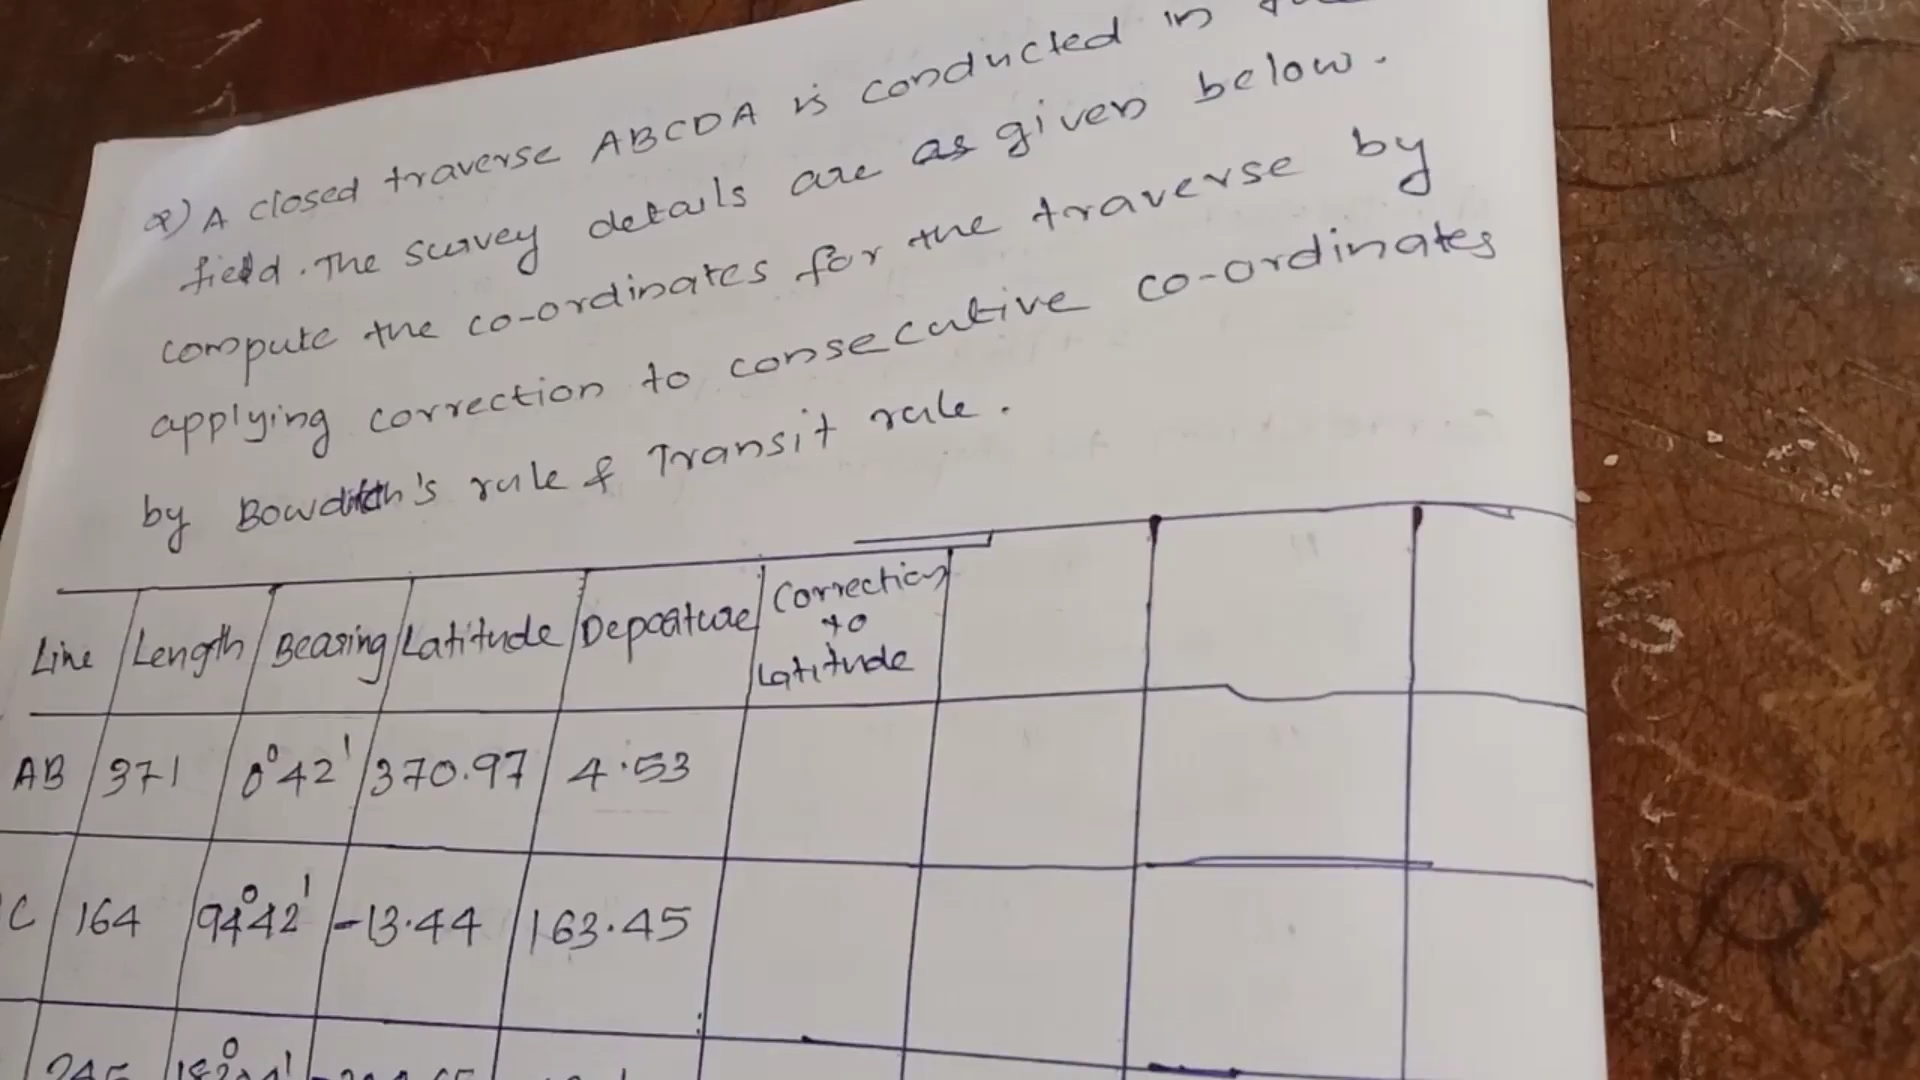 Q) A closed traverse ABCDA is conducted in
field. The survey details are as given below.
compute the co-ordinates for the traverse by
applying correction to consecutive co-ordinates
by Bowditch's rule & Transit rule.
Line Length Bearing Latitude Departure Correction to Latitude
AB 371 0°42' 370.97 4.53
C 164 94°42' -13.44 163.45